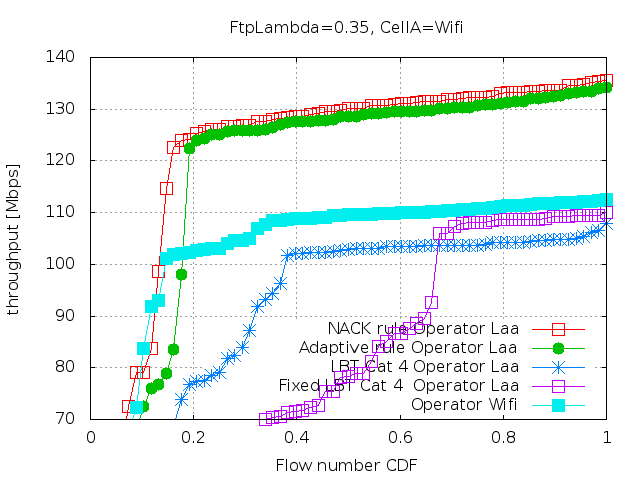 FtpLambda=0.35, CellA=Wifi
throughput [Mbps]
140
130
120
110
100
90
80
70
NACK rule Operator Laa
Adaptive rule Operator Laa
LBT Cat 4 Operator Laa
Fixed LBT Cat 4 Operator Laa
Operator Wifi
0 0.2 0.4 0.6 0.8 1
Flow number CDF